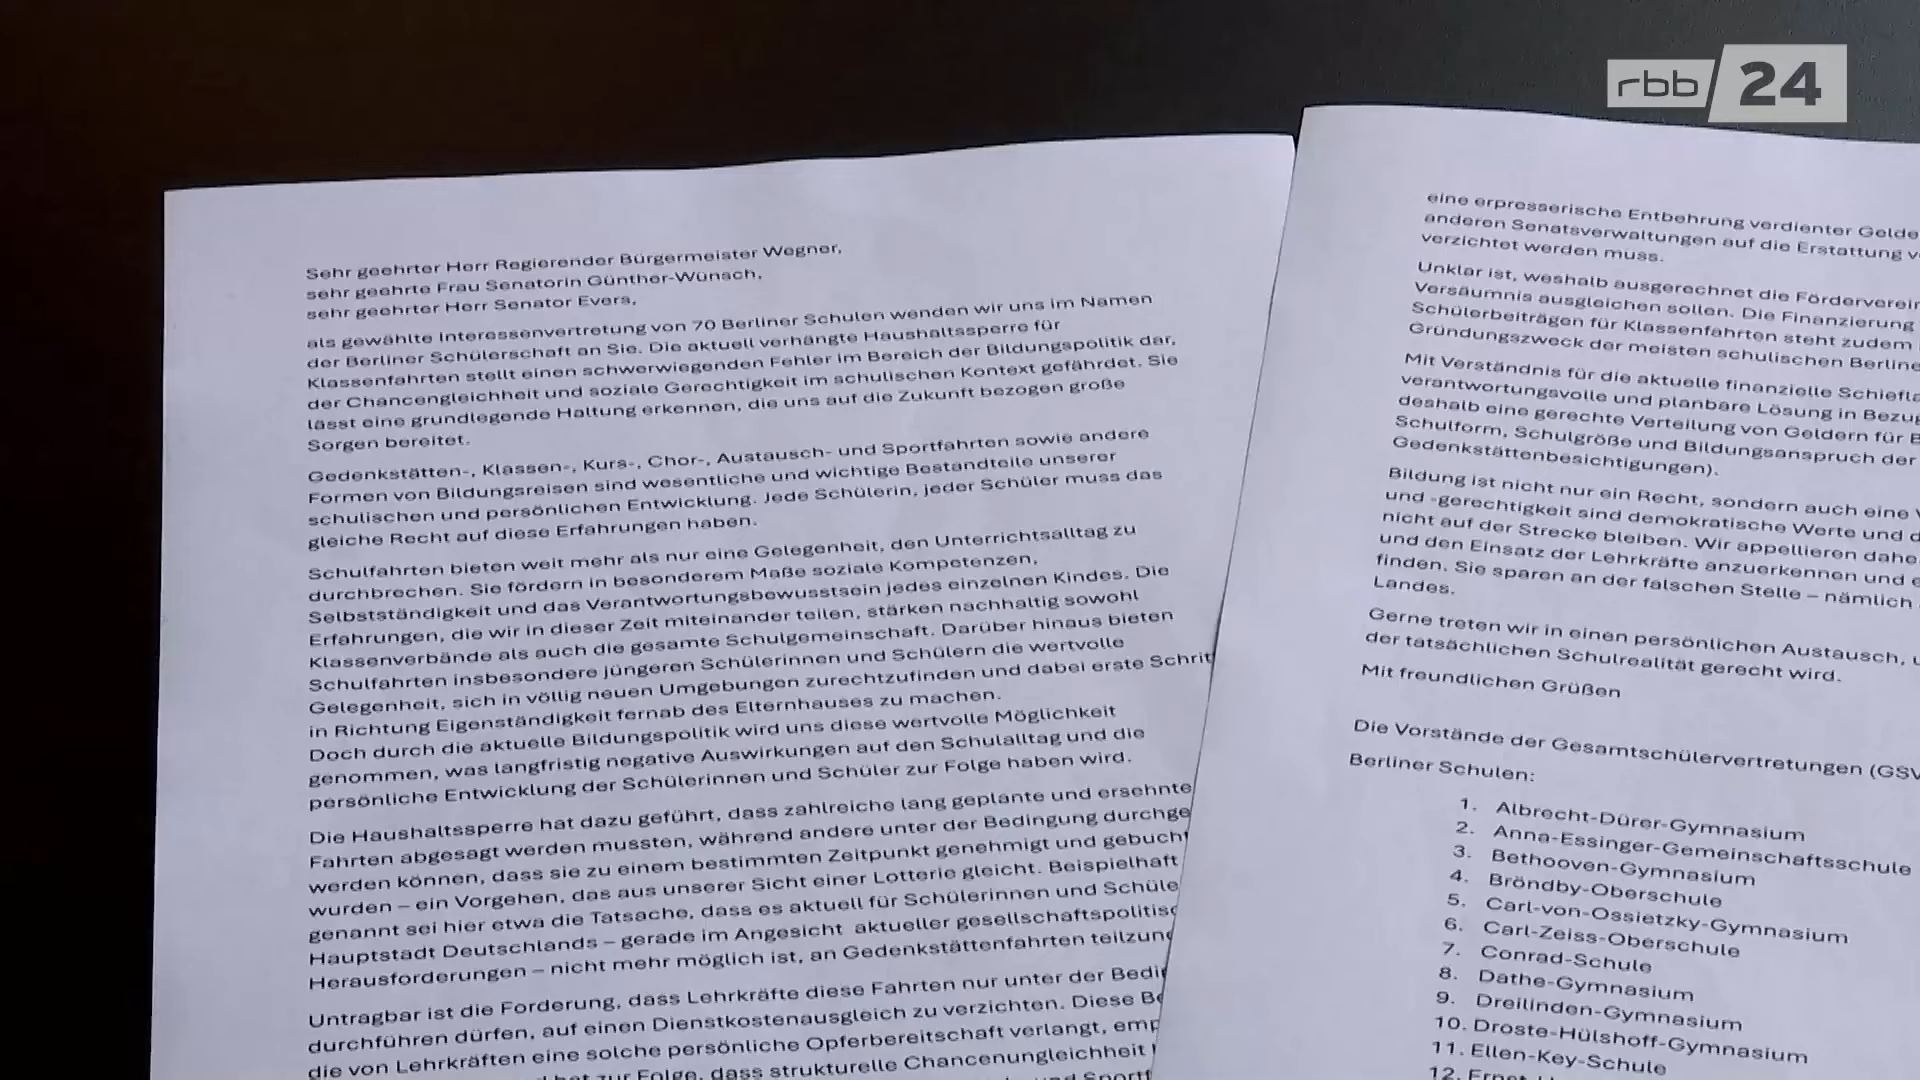 rbb 24
Sehr geehrter Herr Regierender Bürgermeister Wegner,
sehr geehrte Frau Senatorin Günther-Wünsch,
sehr geehrter Herr Senator Evers,
als gewählte Interessenvertretung von 70 Berliner Schulen wenden wir uns im Namen
der Berliner Schülerschaft an Sie. Die aktuell verhängte Haushaltssperre für
Klassenfahrten stellt einen schwerwiegenden Fehler im Bereich der Bildungspolitik dar,
der Chancengleichheit und soziale Gerechtigkeit im schulischen Kontext gefährdet. Sie
lässt eine grundlegende Haltung erkennen, die uns auf die Zukunft bezogen große
Sorgen bereitet.
Gedenkstätten-, Klassen-, Kurs-, Chor-, Austausch- und Sportfahrten sowie andere
Formen von Bildungsreisen sind wesentliche und wichtige Bestandteile unserer
schulischen und persönlichen Entwicklung. Jede Schülerin, jeder Schüler muss das
gleiche Recht auf diese Erfahrungen haben.
Schulfahrten bieten weit mehr als nur eine Gelegenheit, den Unterrichtsalltag zu
durchbrechen. Sie fördern in besonderem Maße soziale Kompetenzen,
Selbstständigkeit und das Verantwortungsbewusstsein jedes einzelnen Kindes. Die
Erfahrungen, die wir in dieser Zeit miteinander teilen, stärken nachhaltig sowohl
Klassenverbände als auch die gesamte Schulgemeinschaft. Darüber hinaus bieten
Schulfahrten insbesondere jüngeren Schülerinnen und Schülern die wertvolle
Gelegenheit, sich in völlig neuen Umgebungen zurechtzufinden und dabei erste Schrit
in Richtung Eigenständigkeit fernab des Elternhauses zu machen.
Doch durch die aktuelle Bildungspolitik wird uns diese wertvolle Möglichkeit
genommen, was langfristig negative Auswirkungen auf den Schulalltag und die
persönliche Entwicklung der Schülerinnen und Schüler zur Folge haben wird.
Die Haushaltssperre hat dazu geführt, dass zahlreiche lang geplante und ersehnte
Fahrten abgesagt werden mussten, während andere unter der Bedingung durchge
werden können, dass sie zu einem bestimmten Zeitpunkt genehmigt und gebucht
wurden – ein Vorgehen, das aus unserer Sicht einer Lotterie gleicht. Beispielhaft
genannt sei hier etwa die Tatsache, dass es aktuell für Schülerinnen und Schüle
Hauptstadt Deutschlands – gerade im Angesicht aktueller gesellschaftspolitisc
Herausforderungen – nicht mehr möglich ist, an Gedenkstättenfahrten teilzune
Untragbar ist die Forderung, dass Lehrkräfte diese Fahrten nur unter der Bedin
durchführen dürfen, auf einen Dienstkostenausgleich zu verzichten. Diese Be
die von Lehrkräften eine solche persönliche Opferbereitschaft verlangt, emp
hat zur Folge, dass strukturelle Chancenungleichheit
und Sportf
eine erpresserische Entbehrung verdienter Gelde
anderen Senatsverwaltungen auf die Erstattung v
verzichtet werden muss.
Unklar ist, weshalb ausgerechnet die Förderverein
Versäumnis ausgleichen sollen. Die Finanzierung
Schülerbeiträgen für Klassenfahrten steht zudem
Gründungszweck der meisten schulischen Berline
Mit Verständnis für die aktuelle finanzielle Schiefla
verantwortungsvolle und planbare Lösung in Bezug
deshalb eine gerechte Verteilung von Geldern für B
Schulform, Schulgröße und Bildungsanspruch der
Gedenkstättenbesichtigungen).
Bildung ist nicht nur ein Recht, sondern auch eine V
und -gerechtigkeit sind demokratische Werte und d
nicht auf der Strecke bleiben. Wir appellieren dahe
und den Einsatz der Lehrkräfte anzuerkennen und e
finden. Sie sparen an der falschen Stelle – nämlich
Landes.
Gerne treten wir in einen persönlichen Austausch, u
der tatsächlichen Schulrealität gerecht wird.
Mit freundlichen Grüßen
Die Vorstände der Gesamtschülervertretungen (GSV
Berliner Schulen:
1. Albrecht-Dürer-Gymnasium
2. Anna-Essinger-Gemeinschaftsschule
3. Bethooven-Gymnasium
4. Bröndby-Oberschule
5. Carl-von-Ossietzky-Gymnasium
6. Carl-Zeiss-Oberschule
7. Conrad-Schule
8. Dathe-Gymnasium
9. Dreilinden-Gymnasium
10. Droste-Hülshoff-Gymnasium
11. Ellen-Key-Schule
12.